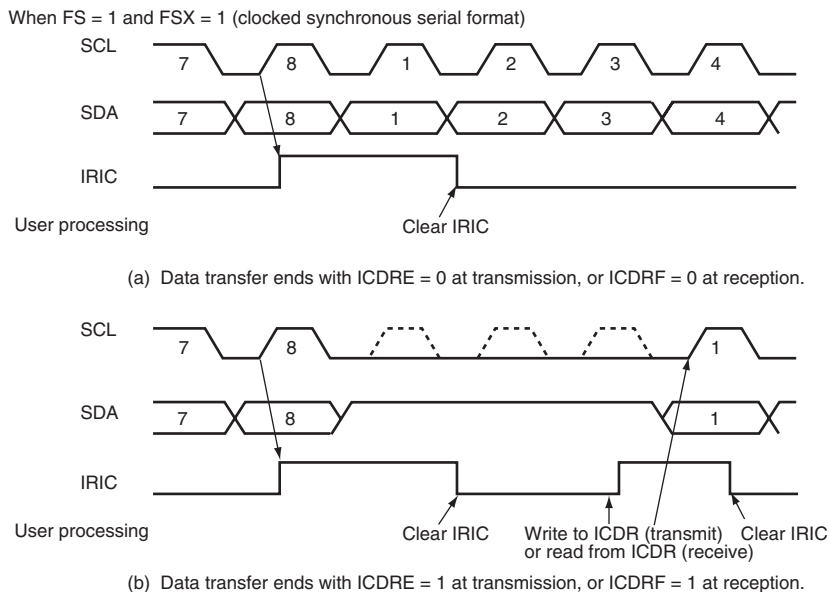 When FS = 1 and FSX = 1 (clocked synchronous serial format)
SCL
7 8 1 2 3 4
SDA
7 8 1 2 3 4
IRIC
User processing
Clear IRIC
(a) Data transfer ends with ICDRE = 0 at transmission, or ICDRF = 0 at reception.
SCL
7 8 1
SDA
7 8 1
IRIC
User processing
Clear IRIC
Write to ICDR (transmit)
or read from ICDR (receive)
Clear IRIC
(b) Data transfer ends with ICDRE = 1 at transmission, or ICDRF = 1 at reception.